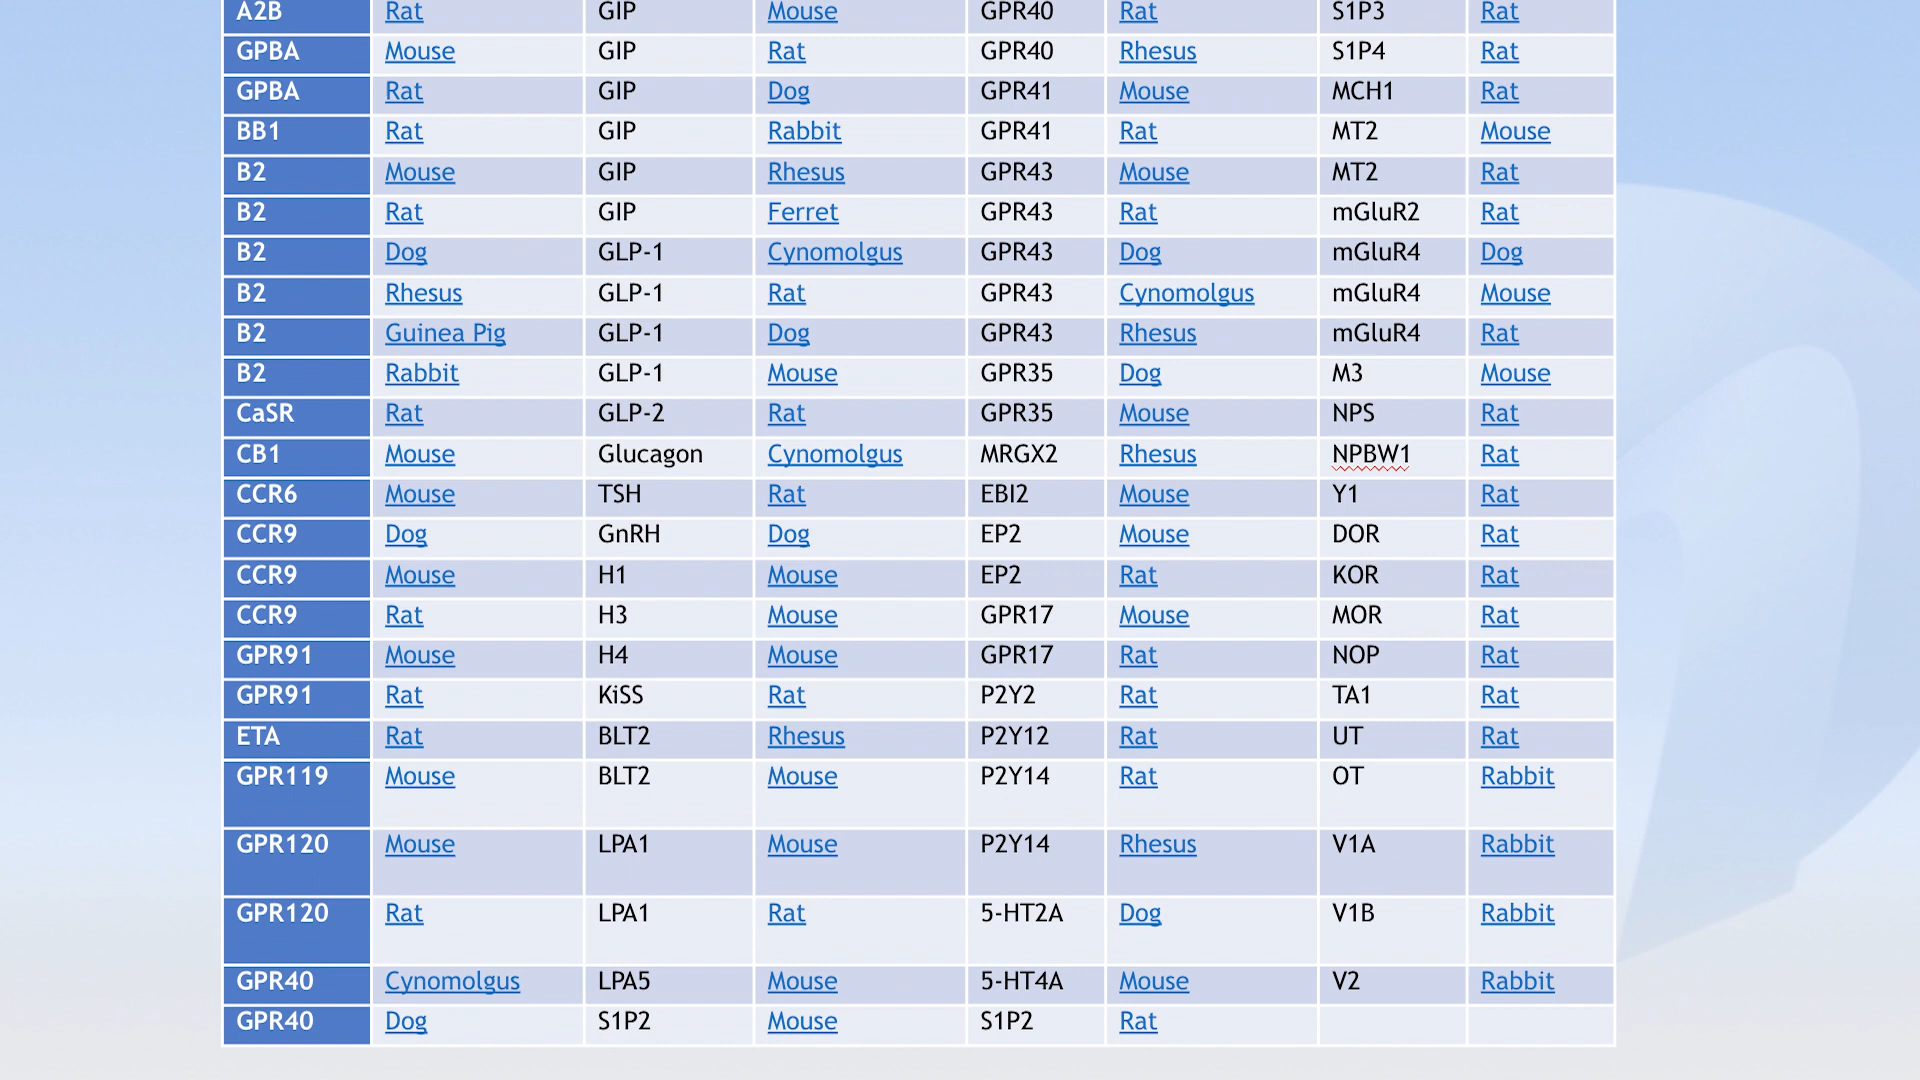 A2B Rat GIP Mouse GPR40 Rat S1P3 Rat
GPBA Mouse GIP Rat GPR40 Rhesus S1P4 Rat
GPBA Rat GIP Dog GPR41 Mouse MCH1 Rat
BB1 Rat GIP Rabbit GPR41 Rat MT2 Mouse
B2 Mouse GIP Rhesus GPR43 Mouse MT2 Rat
B2 Rat GIP Ferret GPR43 Rat mGluR2 Rat
B2 Dog GLP-1 Cynomolgus GPR43 Dog mGluR4 Dog
B2 Rhesus GLP-1 Rat GPR43 Cynomolgus mGluR4 Mouse
B2 Guinea Pig GLP-1 Dog GPR43 Rhesus mGluR4 Rat
B2 Rabbit GLP-1 Mouse GPR35 Dog M3 Mouse
CaSR Rat GLP-2 Rat GPR35 Mouse NPS Rat
CB1 Mouse Glucagon Cynomolgus MRGX2 Rhesus NPBW1 Rat
CCR6 Mouse TSH Rat EBI2 Mouse Y1 Rat
CCR9 Dog GnRH Dog EP2 Mouse DOR Rat
CCR9 Mouse H1 Mouse EP2 Rat KOR Rat
CCR9 Rat H3 Mouse GPR17 Mouse MOR Rat
GPR91 Mouse H4 Mouse GPR17 Rat NOP Rat
GPR91 Rat KiSS Rat P2Y2 Rat TA1 Rat
ETA Rat BLT2 Rhesus P2Y12 Rat UT Rat
GPR119 Mouse BLT2 Mouse P2Y14 Rat OT Rabbit
GPR120 Mouse LPA1 Mouse P2Y14 Rhesus V1A Rabbit
GPR120 Rat LPA1 Rat 5-HT2A Dog V1B Rabbit
GPR40 Cynomolgus LPA5 Mouse 5-HT4A Mouse V2 Rabbit
GPR40 Dog S1P2 Mouse S1P2 Rat